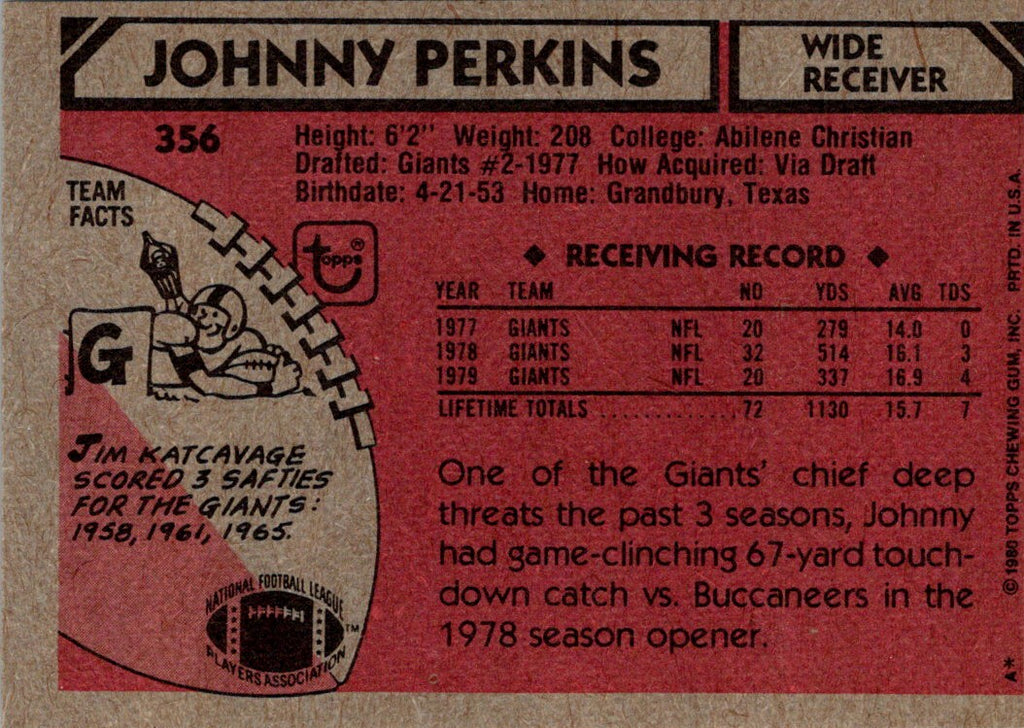 JOHNNY PERKINS
WIDE
RECEIVER
356
Height: 6'2" Weight: 208 College: Abilene Christian
Drafted: Giants #2-1977 How Acquired: Via Draft
Birthdate: 4-21-53 Home: Grandbury, Texas
TEAM
FACTS
G
JIM KATCAVAGE
SCORED 3 SAFTIES
FOR THE GIANTS:
1958, 1961, 1965.
NATIONAL FOOTBALL LEAGUE
PLAYERS ASSOCIATION
TM
topps®
◆ RECEIVING RECORD ◆
YEAR TEAM NO YDS AVG TDS
1977 GIANTS NFL 20 279 14.0 0
1978 GIANTS NFL 32 514 16.1 3
1979 GIANTS NFL 20 337 16.9 4
LIFETIME TOTALS ............. 72 1130 15.7 7
One of the Giants' chief deep
threats the past 3 seasons, Johnny
had game-clinching 67-yard touch-
down catch vs. Buccaneers in the
1978 season opener.
© 1980 TOPPS CHEWING GUM, INC. PRTD. IN U.S.A.
A*